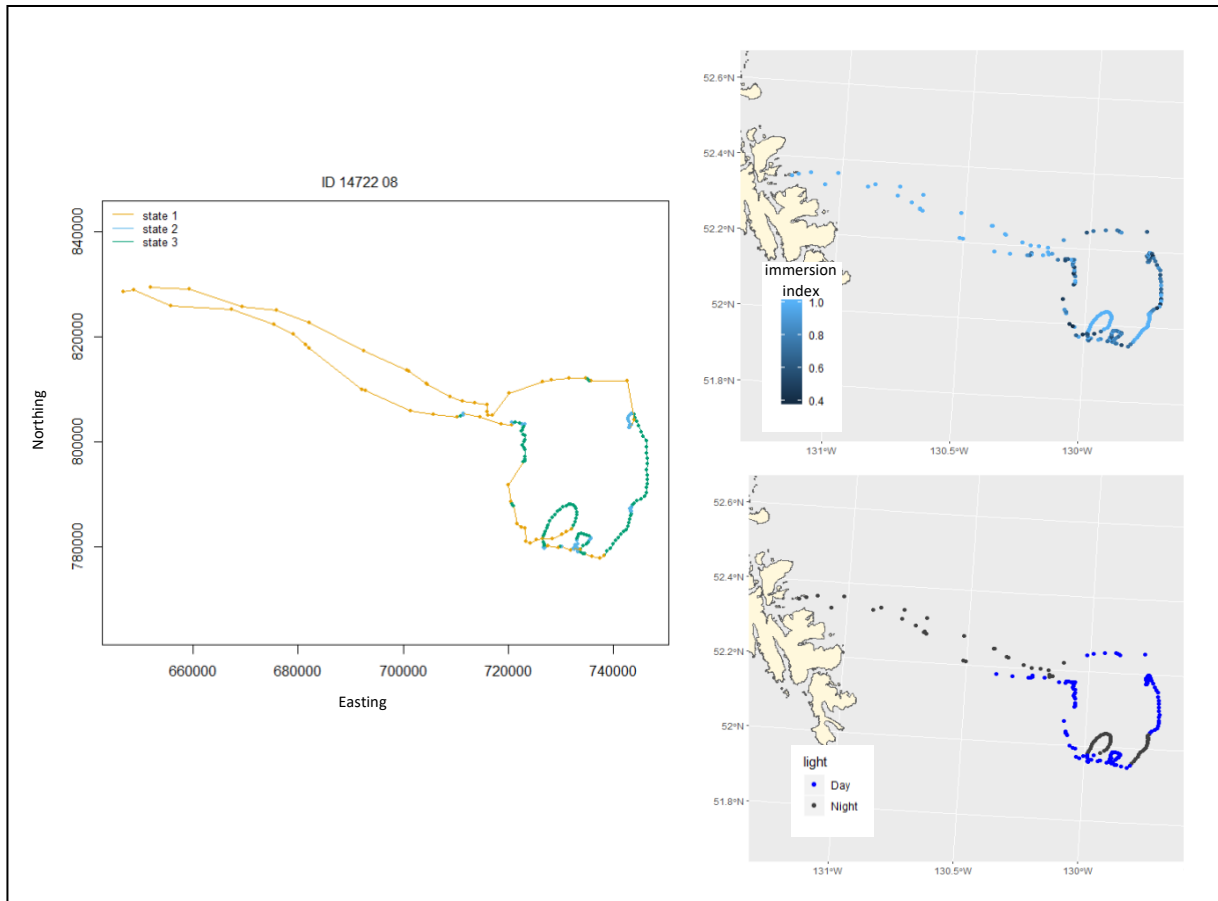 ID 14722 08
state 1
state 2
state 3
Northing
840000
820000
800000
780000
660000
680000
700000
720000
740000
Easting
52.6°N
52.4°N
52.2°N
52°N
51.8°N
immersion
index
1.0
0.8
0.6
0.4
131°W
130.5°W
130°W
52.6°N
52.4°N
52.2°N
52°N
51.8°N
light
Day
Night
131°W
130.5°W
130°W